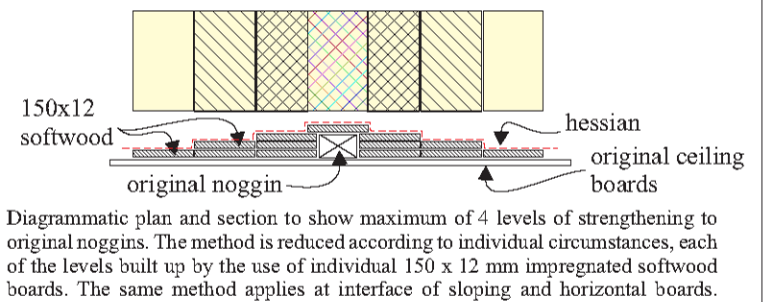 150x12
softwood
hessian
original ceiling
boards
original noggin
Diagrammatic plan and section to show maximum of 4 levels of strengthening to
original noggins. The method is reduced according to individual circumstances, each
of the levels built up by the use of individual 150 x 12 mm impregnated softwood
boards. The same method applies at interface of sloping and horizontal boards.